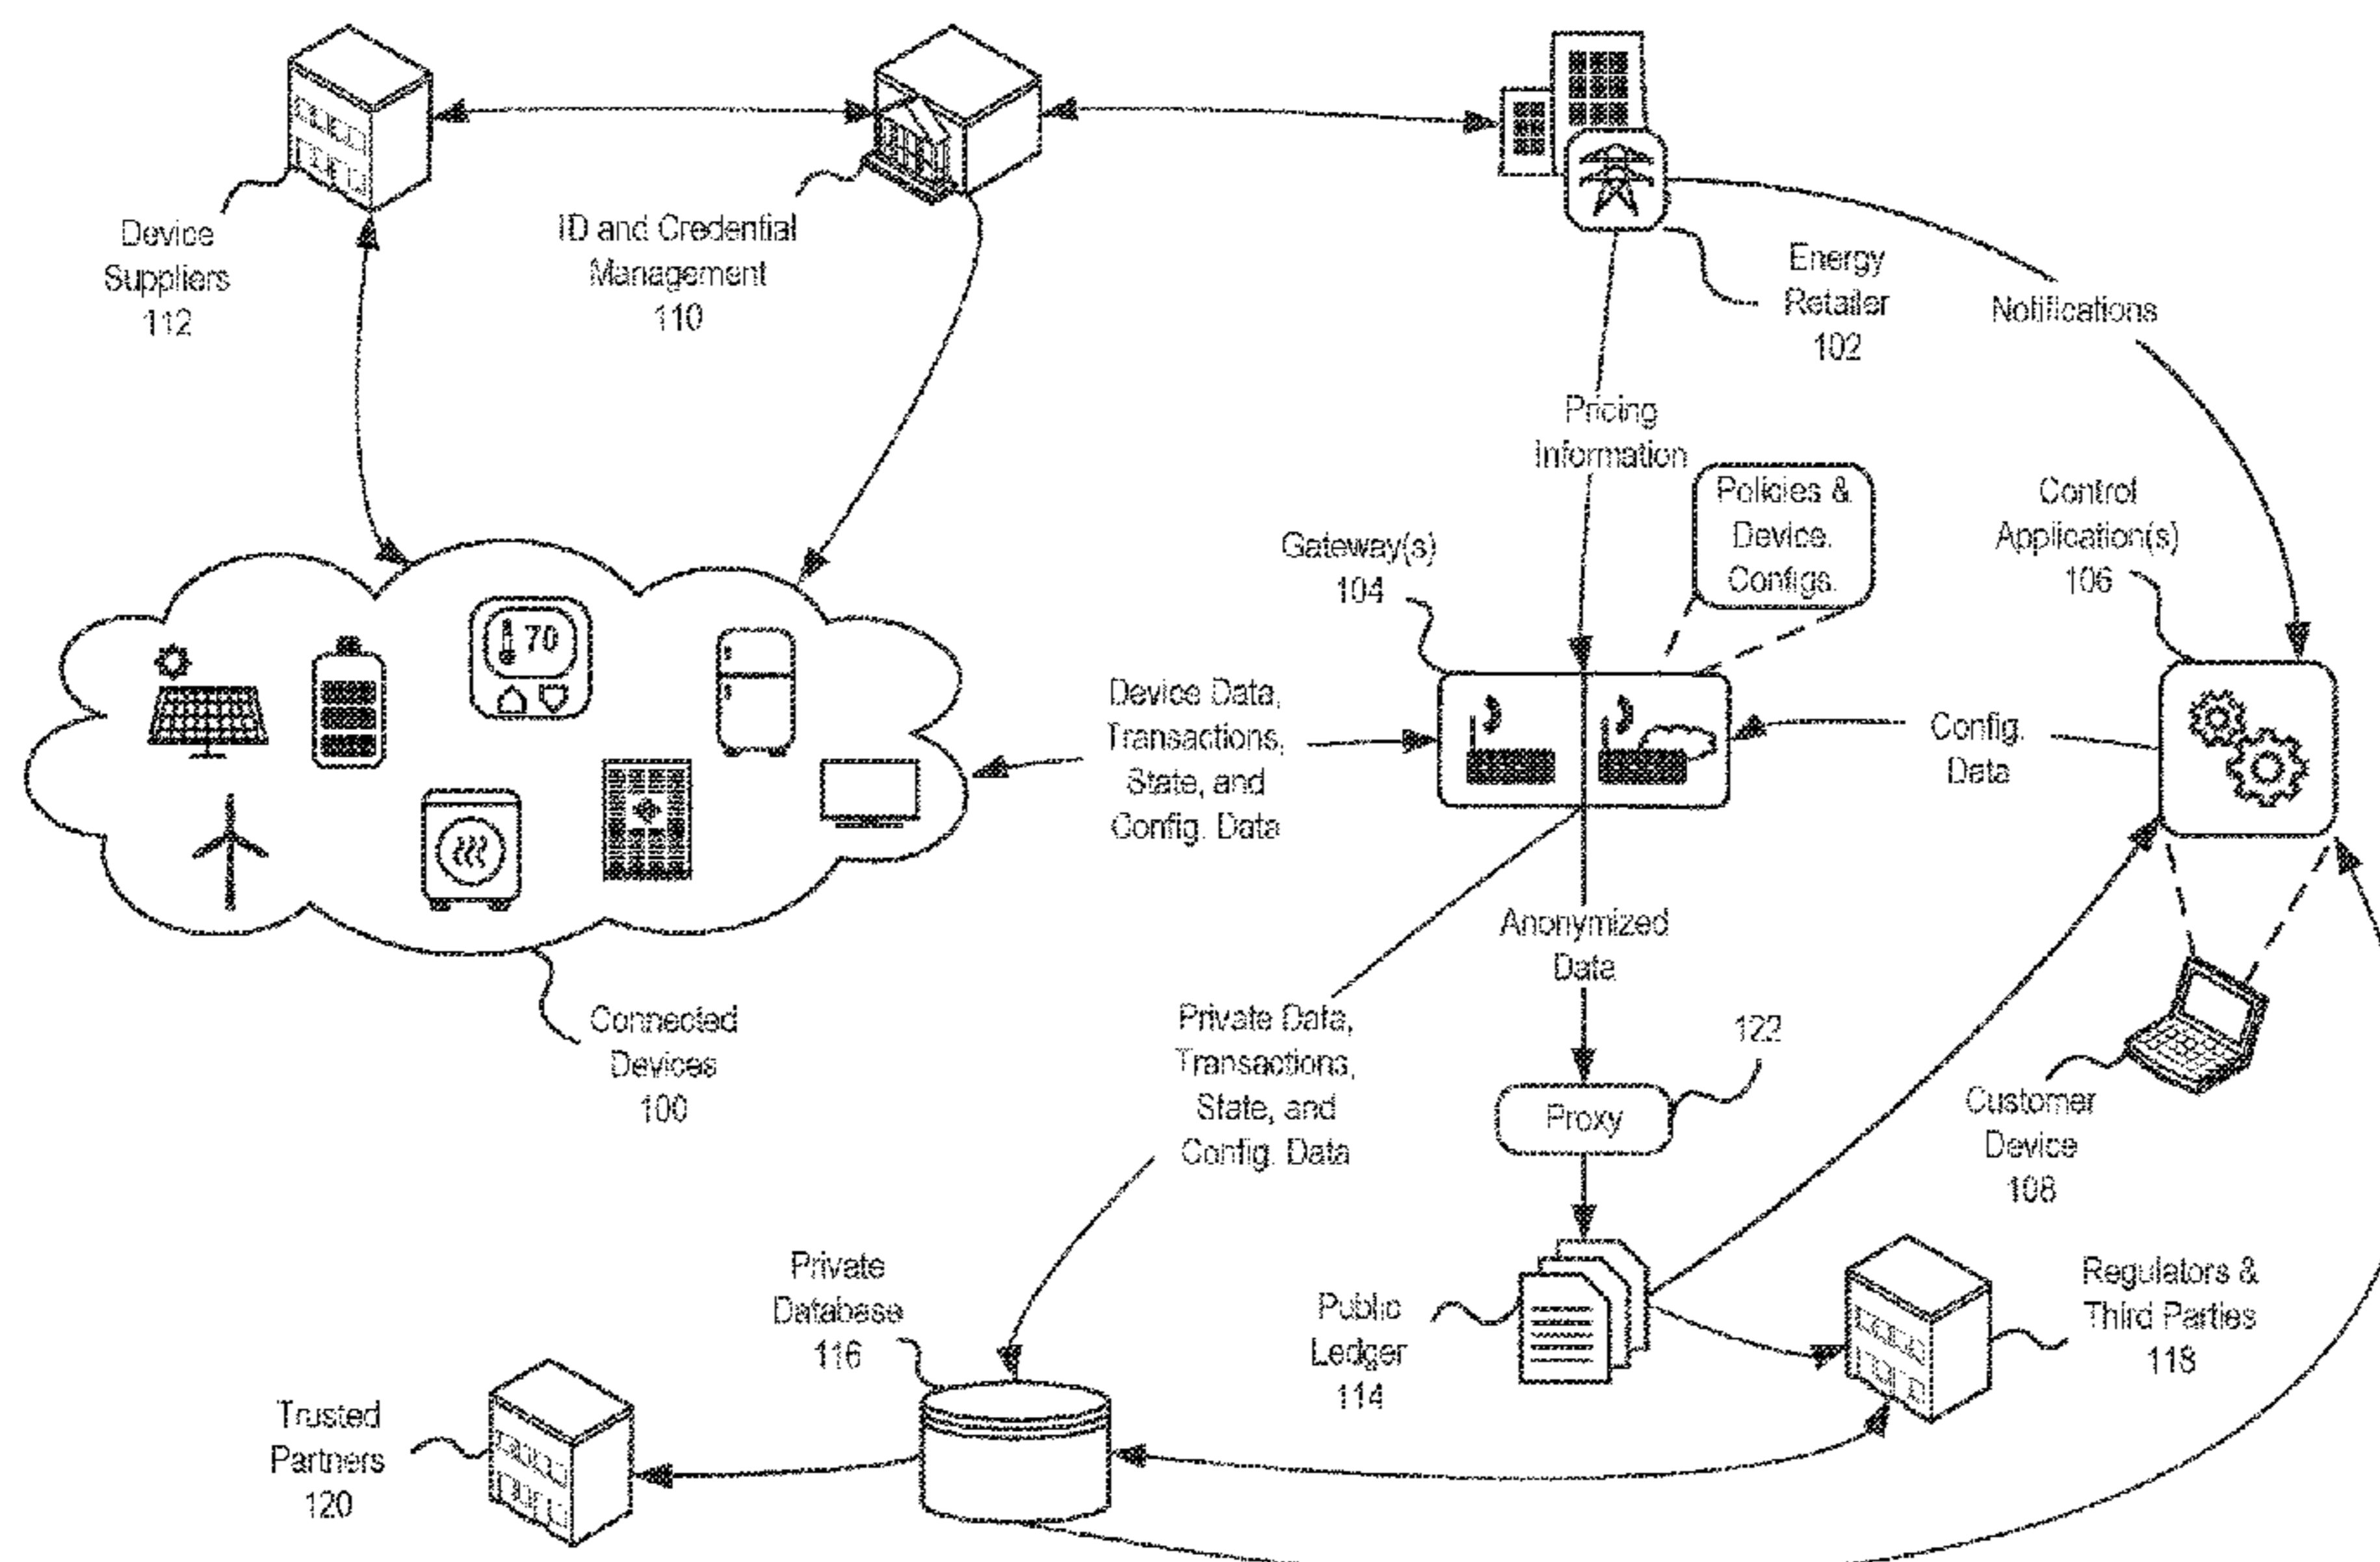 Device
Suppliers
112
ID and Credential
Management
110
Energy
Retailer
102
Notifications
Pricing
Information
Policies &
Device.
Configs.
Control
Application(s)
106
Gateway(s)
104
70
Device Data,
Transactions,
State, and
Config. Data
Config.
Data
Anonymized
Data
Connected
Devices
100
Private Data,
Transactions,
State, and
Config. Data
122
Proxy
Customer
Device
108
Private
Database
116
Public
Ledger
114
Regulators &
Third Parties
118
Trusted
Partners
120